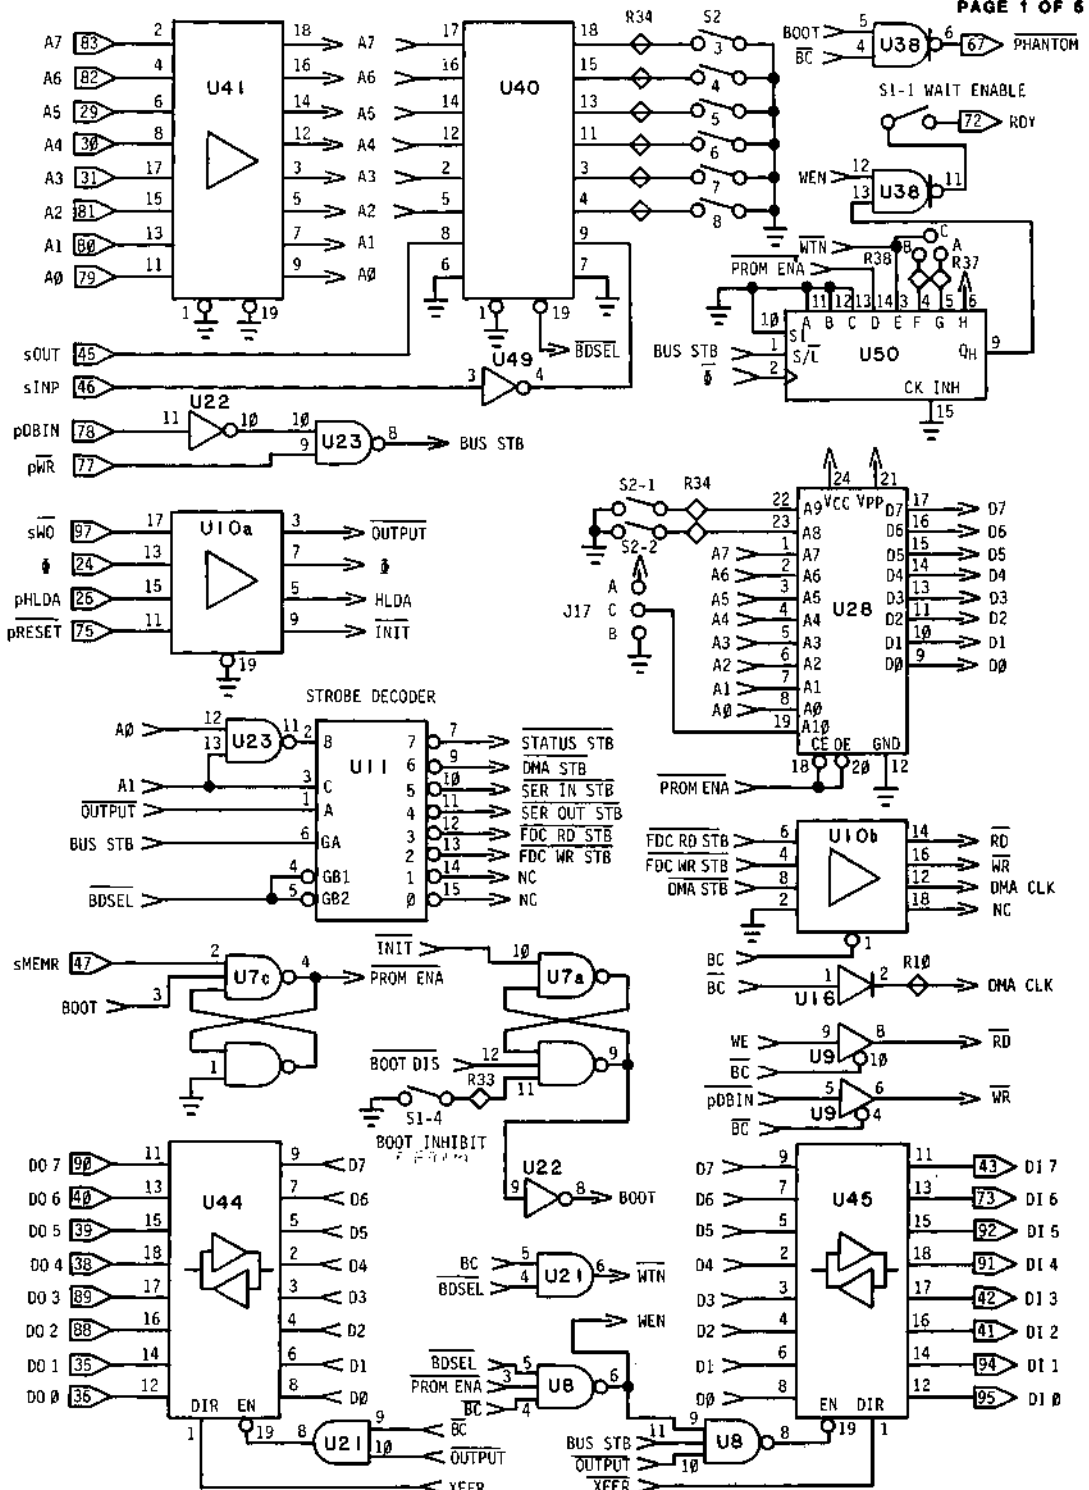 PAGE 1 OF 6
A7 83 2 18 A7 17 18 R34 S2 3
A6 82 4 16 A6 16 15 4
A5 29 6 14 A5 14 13 5
A4 30 8 12 A4 12 11 6
A3 31 17 3 A3 2 3 7
A2 81 15 5 A2 5 4 8
A1 80 13 7 A1 8 9
AØ 79 11 9 AØ 6 7
U41
U40
1 19
1 19
BDSEL
sOUT 45
sINP 46 3 U49 4
pDBIN 78 11 U22 10 10 U23 8 BUS STB
pWR 77 9
BOOT 5 U38 6 67 PHANTOM
BC 4
S1-1 WAIT ENABLE
72 RDY
WEN 12 U38 11
13
WTN
PROM ENA
R38 B C A R37
11 12 13 14 3 4 5 6
10 A B C D E F G H
SI
BUS STB 1 S/L U50 QH 9
Φ 2
CK INH
15
sWO 97 17 U10a 3 OUTPUT
Φ 24 13 7 Φ
pHLDA 26 15 5 HLDA
pRESET 75 11 9 INIT
19
S2-1 R34
S2-2
24 21
VCC VPP
22 A9 D7 17 D7
23 A8 D6 16 D6
A7 1 A7 D5 15 D5
A6 2 A6 D4 14 D4
A5 3 A5 D3 13 D3
A4 4 A4 D2 11 D2
A3 5 A3 D1 10 D1
A2 6 A2 DØ 9 DØ
A1 7 A1
AØ 8 AØ
19 A10
U28
A
J17 C
B
CE OE GND
18 20 12
PROM ENA
STROBE DECODER
AØ 12 U23 11 2 B
13
A1 3 C
OUTPUT 1 A
BUS STB 6 GA
BDSEL 4 GB1
5 GB2
U11
7 7 STATUS STB
6 9 DMA STB
5 10 SER IN STB
4 11 SER OUT STB
3 12 FDC RD STB
2 13 FDC WR STB
1 14 NC
Ø 15 NC
FDC RD STB 6 U10b 14 RD
FDC WR STB 4 16 WR
DMA STB 8 12 DMA CLK
2 18 NC
BC 1
BC 1 U16 2 R10 DMA CLK
WE 9 U9 8 RD
BC 10
pDBIN 5 U9 6 WR
BC 4
sMEMR 47 2 U7c 4 PROM ENA
BOOT 3
1
INIT 10 U7a
BOOT DIS 12 9
R33 11
S1-4
BOOT INHIBIT
9 U22 8 BOOT
BC 5 U21 6 WTN
BDSEL 4
WEN
BDSEL 5 U8 6
PROM ENA 3
BC 4
9 U8 8
BUS STB 11
OUTPUT 10
XFER
DO 7 90 11 9 D7
DO 6 40 13 7 D6
DO 5 39 15 5 D5
DO 4 38 18 2 D4
DO 3 89 17 3 D3
DO 2 88 16 4 D2
DO 1 35 14 6 D1
DO Ø 36 12 8 DØ
U44
DIR EN
1 19 8 U21 9 BC
10 OUTPUT
XFER
D7 9 11 43 DI 7
D6 7 13 73 DI 6
D5 5 15 92 DI 5
D4 2 18 91 DI 4
D3 3 17 42 DI 3
D2 4 16 41 DI 2
D1 6 14 94 DI 1
DØ 8 12 95 DI Ø
U45
EN DIR
19 1